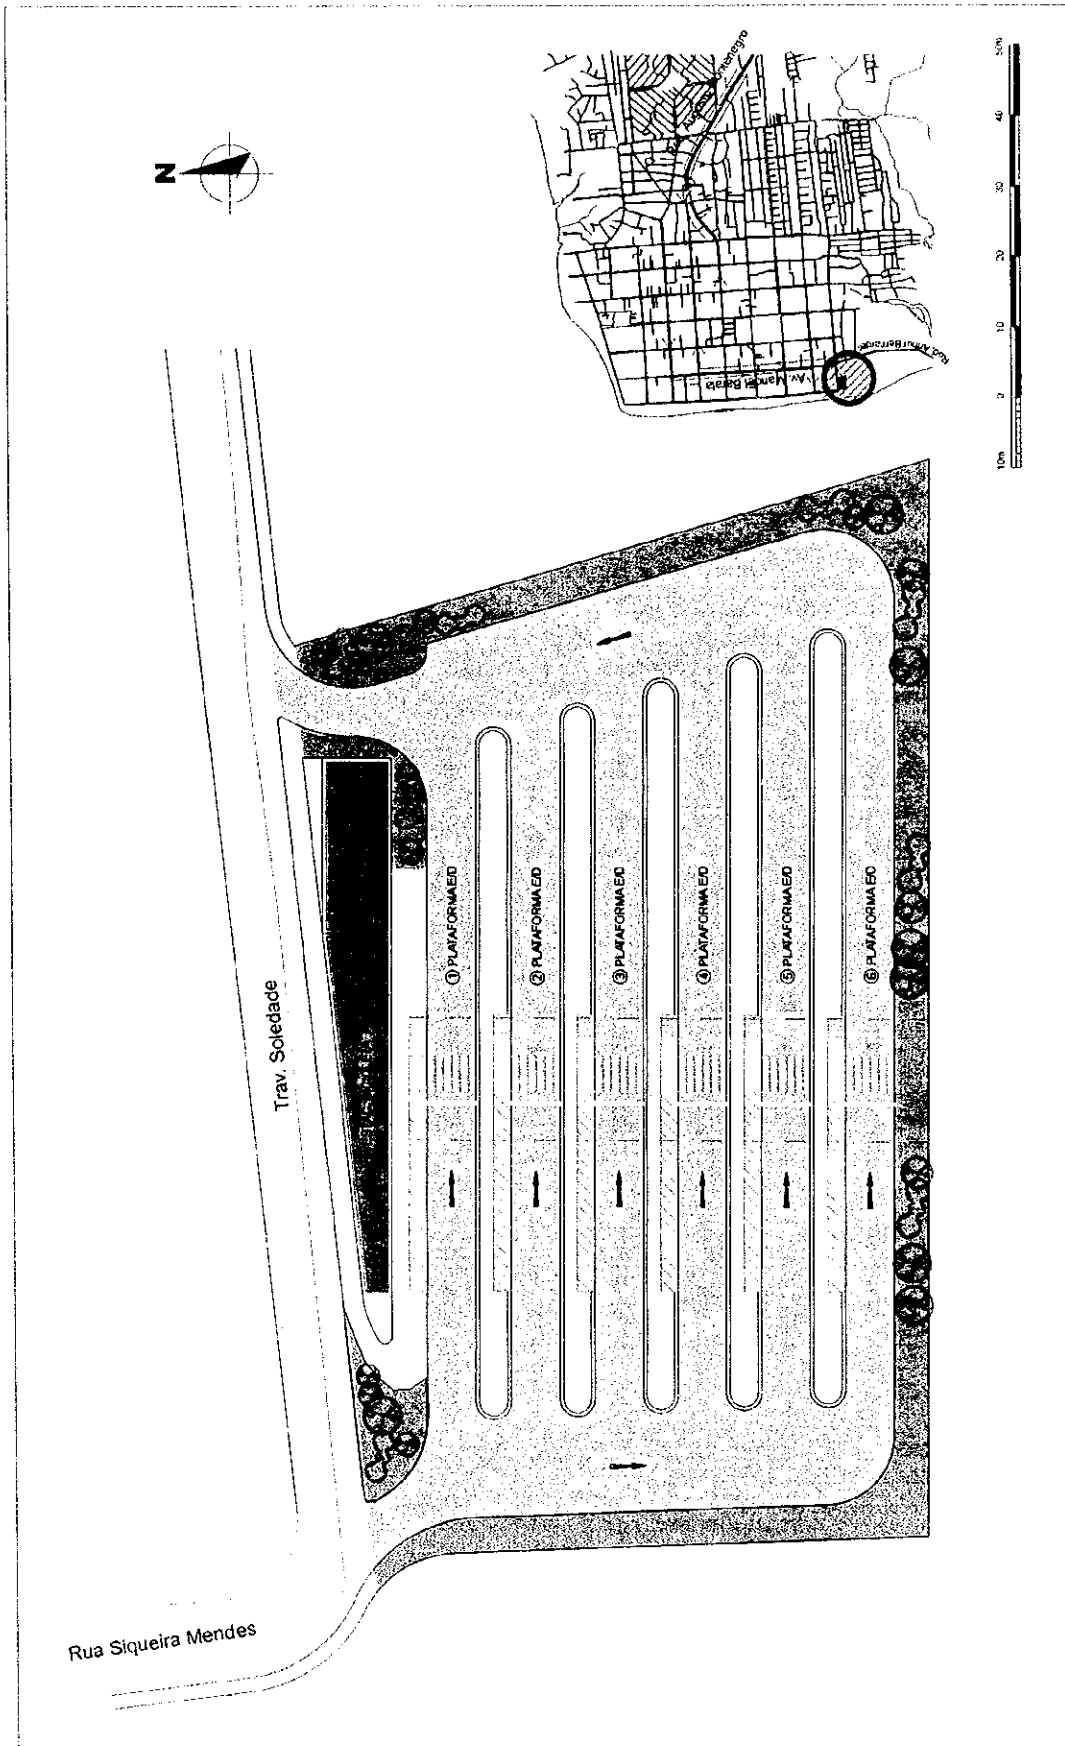 N
Av. Manoel Barata
10m
0
10
20
30
40
50m
Trav. Soledade
① PLATAFORMA E/D
② PLATAFORMA E/D
③ PLATAFORMA E/D
④ PLATAFORMA E/D
⑤ PLATAFORMA E/D
⑥ PLATAFORMA E/D
Rua Siqueira Mendes